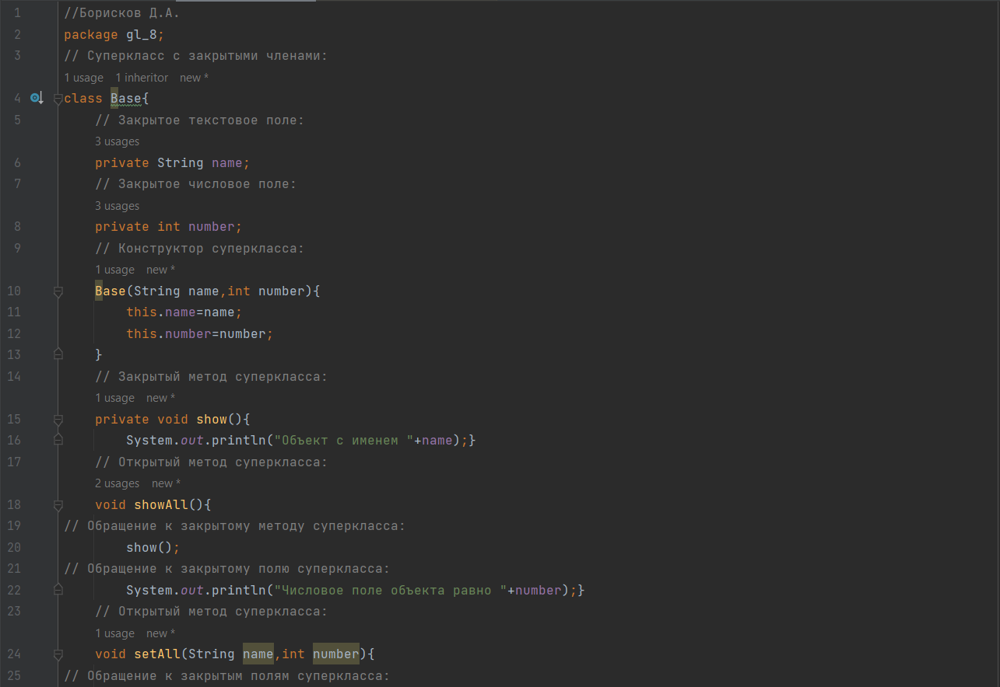 1 //Борисков Д.А.
2 package gl_8;
3 // Суперкласс с закрытыми членами:
1 usage 1 inheritor new *
4 class Base{
5 // Закрытое текстовое поле:
3 usages
6 private String name;
7 // Закрытое числовое поле:
3 usages
8 private int number;
9 // Конструктор суперкласса:
1 usage new *
10 Base(String name,int number){
11 this.name=name;
12 this.number=number;
13 }
14 // Закрытый метод суперкласса:
1 usage new *
15 private void show(){
16 System.out.println("Объект с именем "+name);}
17 // Открытый метод суперкласса:
2 usages new *
18 void showAll(){
19 // Обращение к закрытому методу суперкласса:
20 show();
21 // Обращение к закрытому полю суперкласса:
22 System.out.println("Числовое поле объекта равно "+number);}
23 // Открытый метод суперкласса:
1 usage new *
24 void setAll(String name,int number){
25 // Обращение к закрытым полям суперкласса: